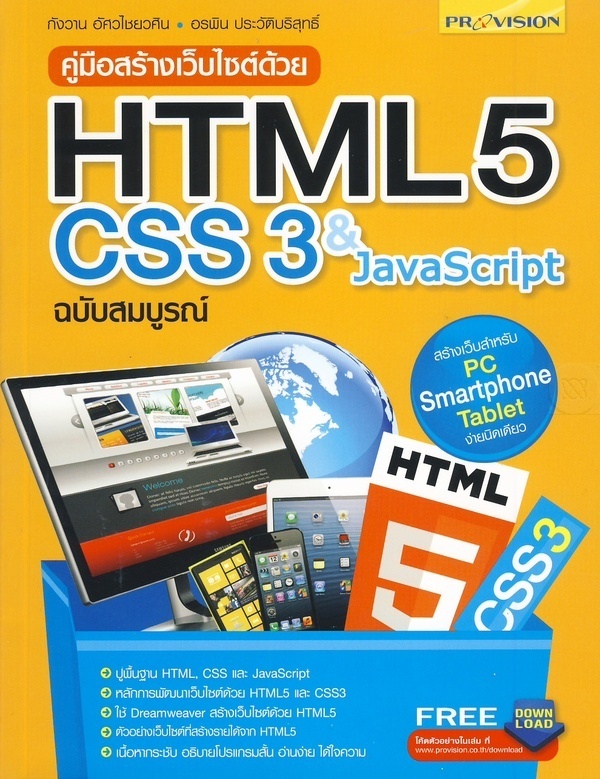 กังวาน อัศวไชยวศิน • อรพิน ประวัติบริสุทธิ์
PROVISION
คู่มือสร้างเว็บไซต์ด้วย
HTML 5
CSS 3 & JavaScript
ฉบับสมบูรณ์
สร้างเว็บสำหรับ
PC
Smartphone
Tablet
ง่ายนิดเดียว
Welcome
HTML
5
CSS 3
ปูพื้นฐาน HTML, CSS และ JavaScript
หลักการพัฒนาเว็บไซต์ด้วย HTML5 และ CSS3
ใช้ Dreamweaver สร้างเว็บไซต์ด้วย HTML5
ตัวอย่างเว็บไซต์ที่สร้างรายได้จาก HTML5
เนื้อหากระชับ อธิบายโปรแกรมสั้น อ่านง่าย ได้ใจความ
FREE
DOWN
LOAD
โค้ดตัวอย่างในเล่ม ที่
www.provision.co.th/download